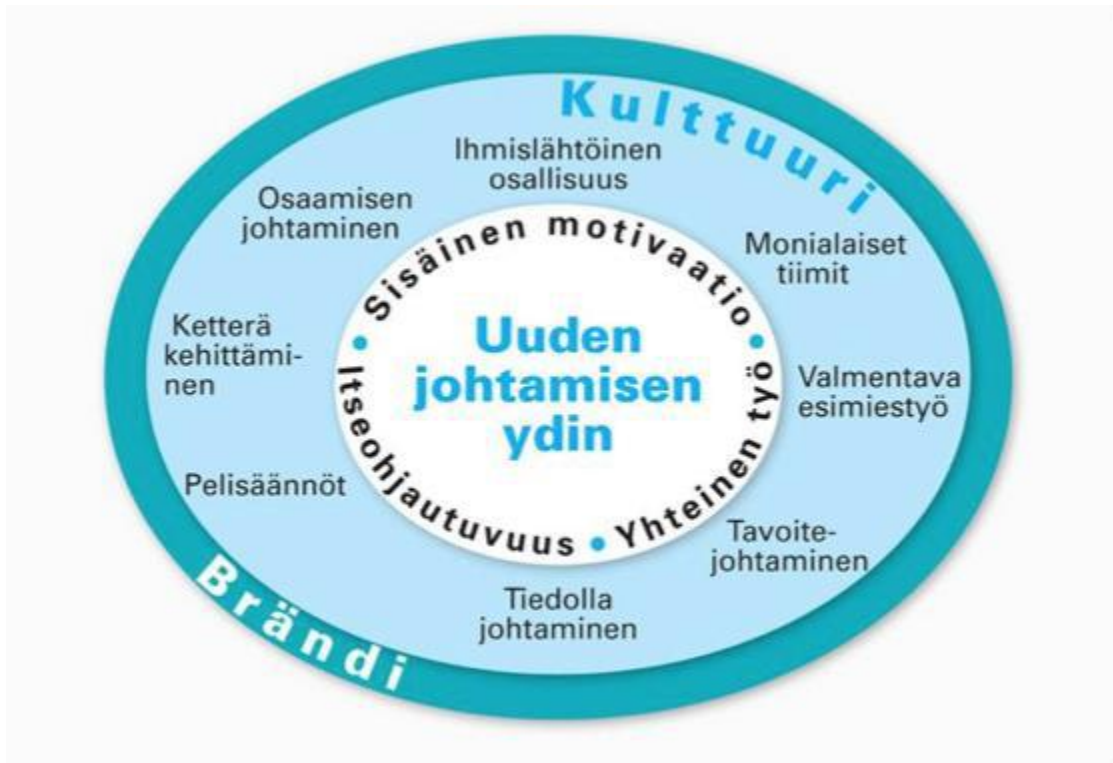 Kulttuuri
Ihmislähtöinen
osallisuus
Osaamisen
johtaminen
Monialaiset
tiimit
Sisäinen motivaatio •
Ketterä
kehittämi-
nen
Uuden
johtamisen
ydin
Valmentava
esimiestyö
• Itseohjautuvuus • Yhteinen työ
Pelisäännöt
Tavoite-
johtaminen
Tiedolla
johtaminen
Brändi